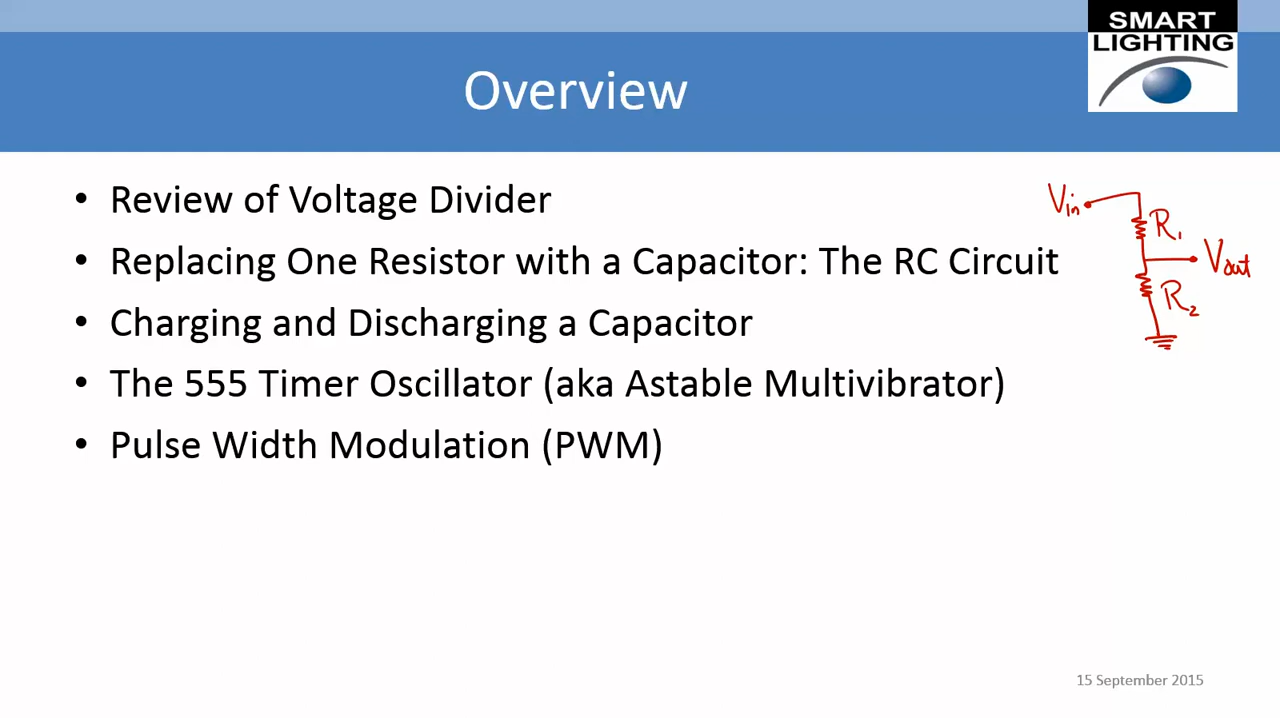 SMART
LIGHTING
Overview
• Review of Voltage Divider
• Replacing One Resistor with a Capacitor: The RC Circuit
• Charging and Discharging a Capacitor
• The 555 Timer Oscillator (aka Astable Multivibrator)
• Pulse Width Modulation (PWM)
Vin
R1
Vout
R2
15 September 2015